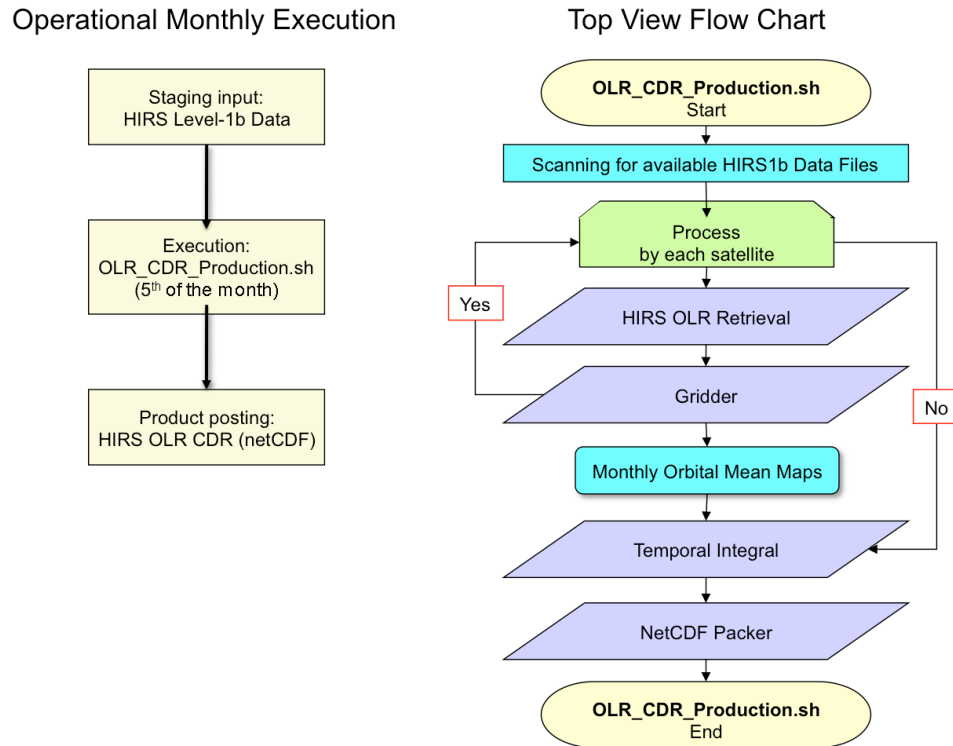 Operational Monthly Execution
Staging input:
HIRS Level-1b Data
Execution:
OLR_CDR_Production.sh
(5th of the month)
Product posting:
HIRS OLR CDR (netCDF)
Top View Flow Chart
OLR_CDR_Production.sh
Start
Scanning for available HIRS1b Data Files
Process
by each satellite
Yes
HIRS OLR Retrieval
Gridder
No
Monthly Orbital Mean Maps
Temporal Integral
NetCDF Packer
OLR_CDR_Production.sh
End